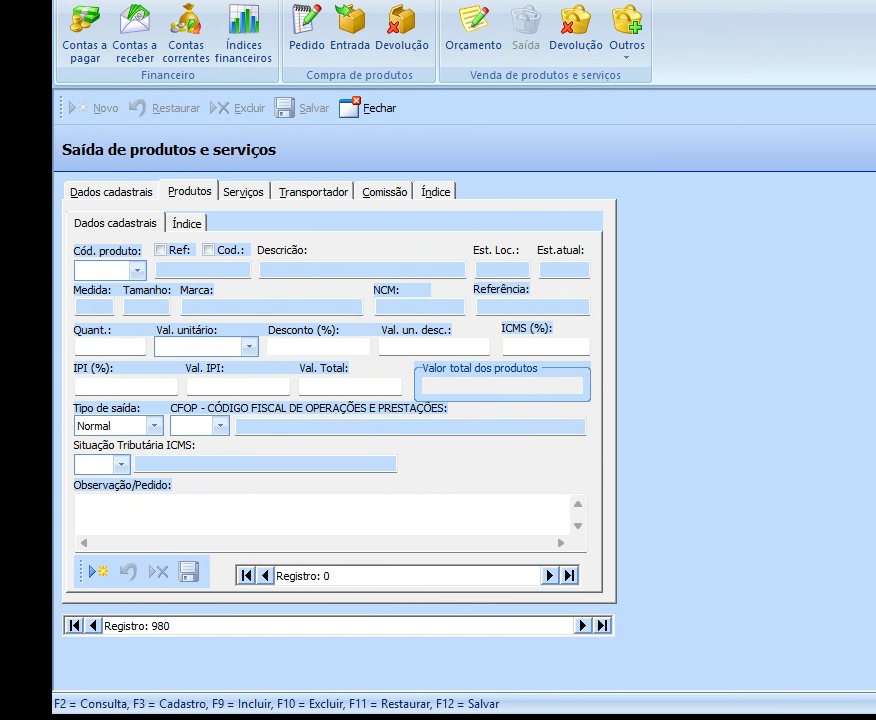 Contas a pagar Contas a receber Contas correntes Índices financeiros Pedido Entrada Devolução Orçamento Saída Devolução Outros
Financeiro Compra de produtos Venda de produtos e serviços
Novo Restaurar Excluir Salvar Fechar
Saída de produtos e serviços
Dados cadastrais Produtos Serviços Transportador Comissão Índice
Dados cadastrais Índice
Cód. produto: Ref: Cod.: Descricão: Est. Loc.: Est.atual:
Medida: Tamanho: Marca: NCM: Referência:
Quant.: Val. unitário: Desconto (%): Val. un. desc.: ICMS (%):
IPI (%): Val. IPI: Val. Total: Valor total dos produtos
Tipo de saída: CFOP - CÓDIGO FISCAL DE OPERAÇÕES E PRESTAÇÕES:
Normal
Situação Tributária ICMS:
Observação/Pedido:
Registro: 0
Registro: 980
F2 = Consulta, F3 = Cadastro, F9 = Incluir, F10 = Excluir, F11 = Restaurar, F12 = Salvar